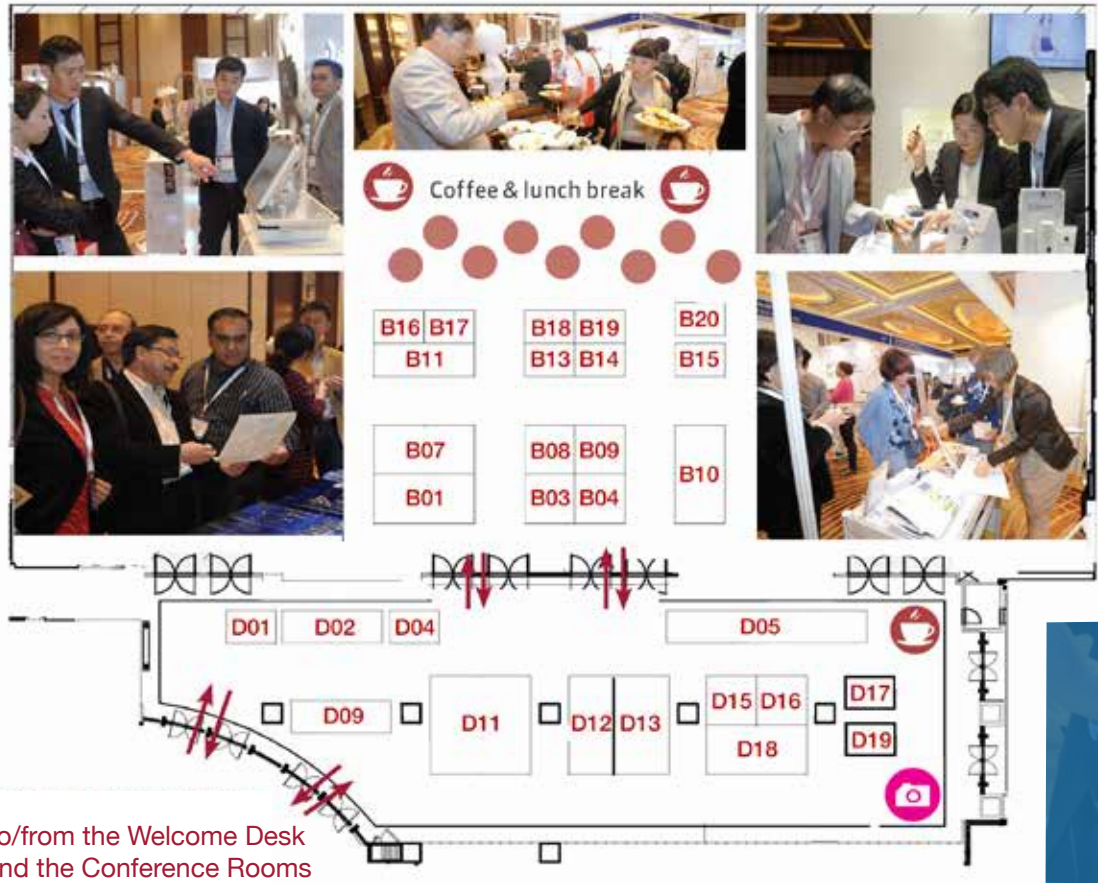 Coffee & lunch break
B16 B17 B18 B19 B20
B11 B13 B14 B15
B07 B08 B09 B10
B01 B03 B04
D01 D02 D04 D05
D09 D11 D12 D13 D15 D16 D17
D18 D19
o/from the Welcome Desk
nd the Conference Rooms